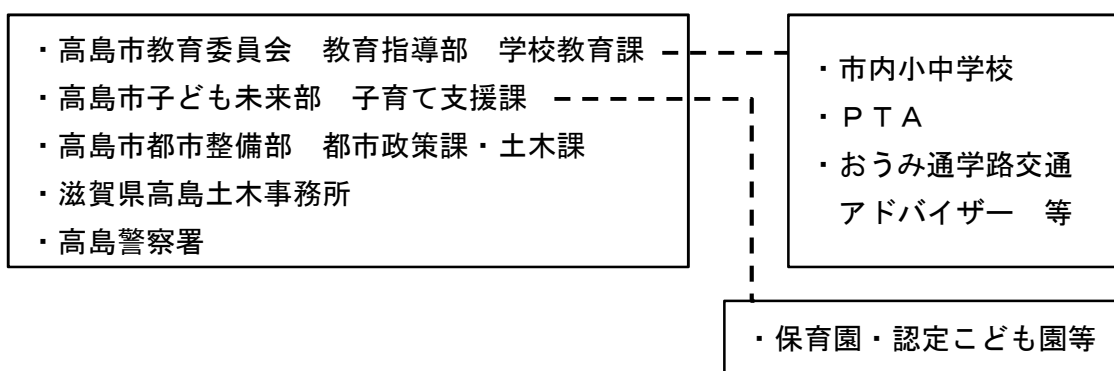 ・高島市教育委員会　教育指導部　学校教育課
・高島市子ども未来部　子育て支援課
・高島市都市整備部　都市政策課・土木課
・滋賀県高島土木事務所
・高島警察署
・市内小中学校
・ＰＴＡ
・おうみ通学路交通
アドバイザー　等
・保育園・認定こども園等